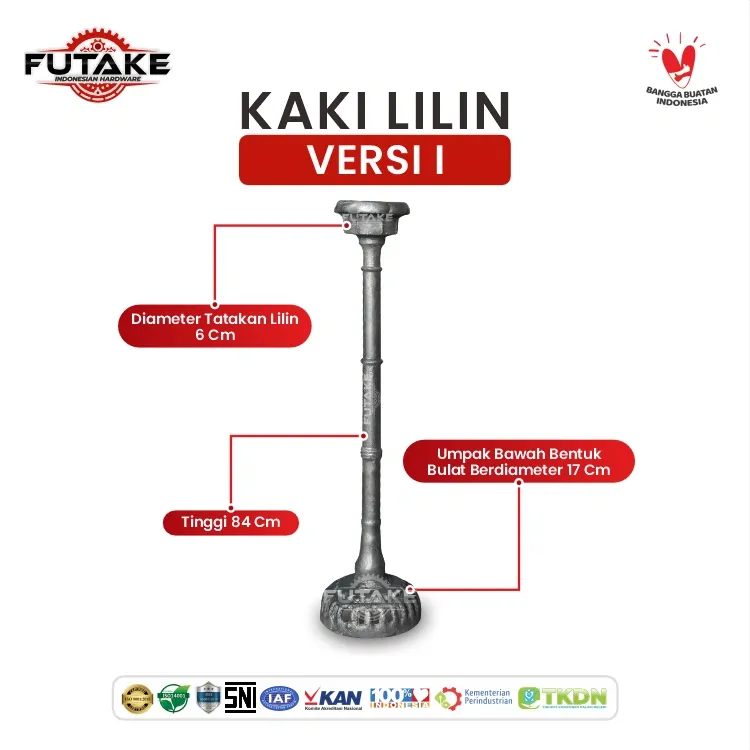 FUTAKE
INDONESIAN HARDWARE
BANGGA BUATAN
INDONESIA
KAKI LILIN
VERSI I
FUTAKE
Diameter Tatakan Lilin
6 Cm
FUTAKE
Umpak Bawah Bentuk
Bulat Berdiameter 17 Cm
Tinggi 84 Cm
FUTAKE
ISO 14001
SNI
IAF
KAN
Komite Akreditasi Nasional
100%
INDONESIA
Kementerian
Perindustrian
TKDN